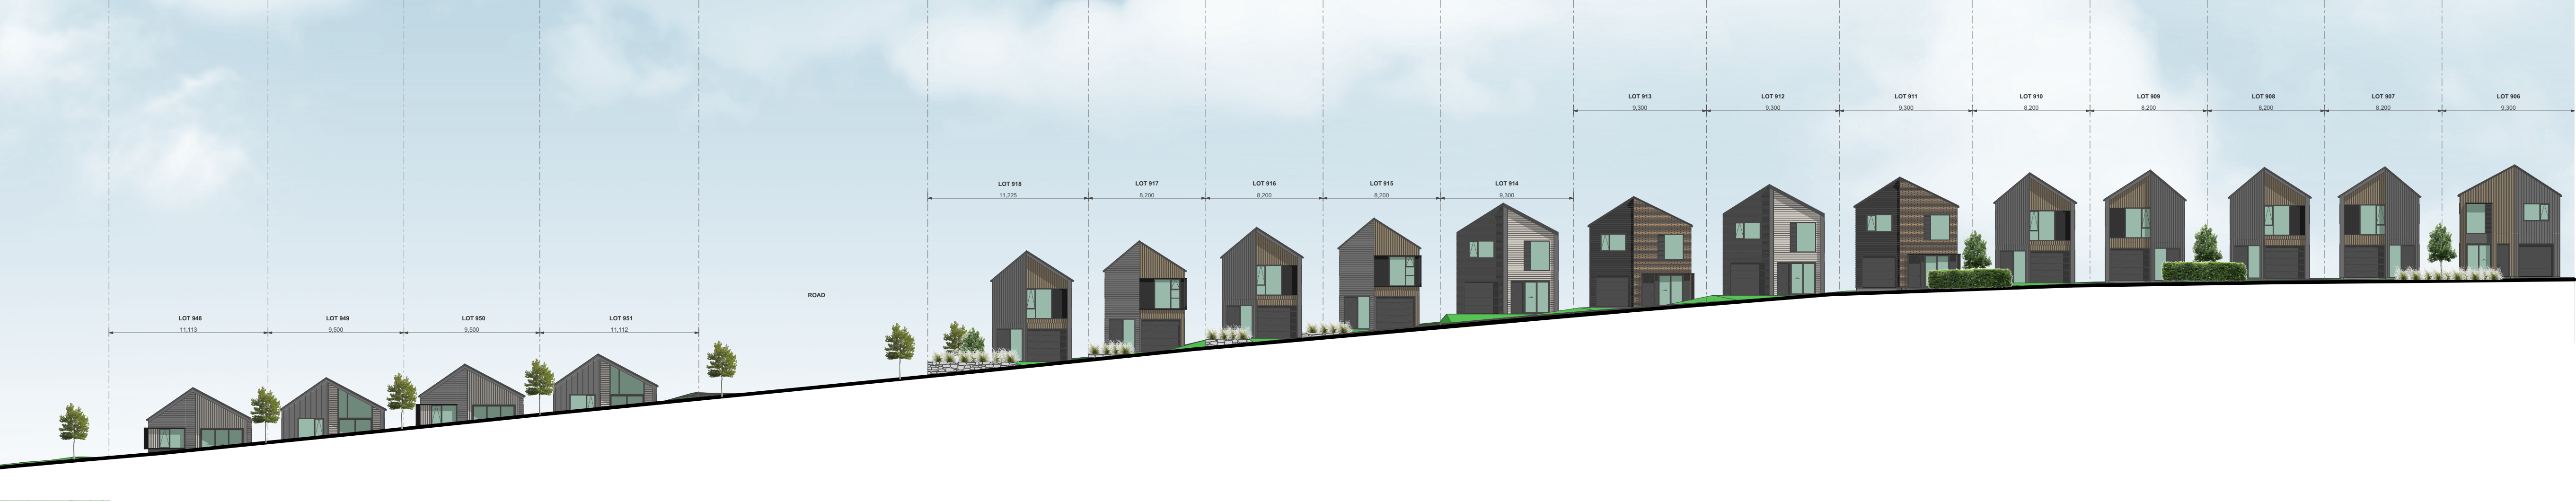 LOT 948
11,113
LOT 949
9,500
LOT 950
9,500
LOT 951
11,112
ROAD
LOT 918
11,225
LOT 917
8,200
LOT 916
8,200
LOT 915
8,200
LOT 914
9,300
LOT 913
9,300
LOT 912
9,300
LOT 911
9,300
LOT 910
8,200
LOT 909
8,200
LOT 908
8,200
LOT 907
8,200
LOT 906
9,300